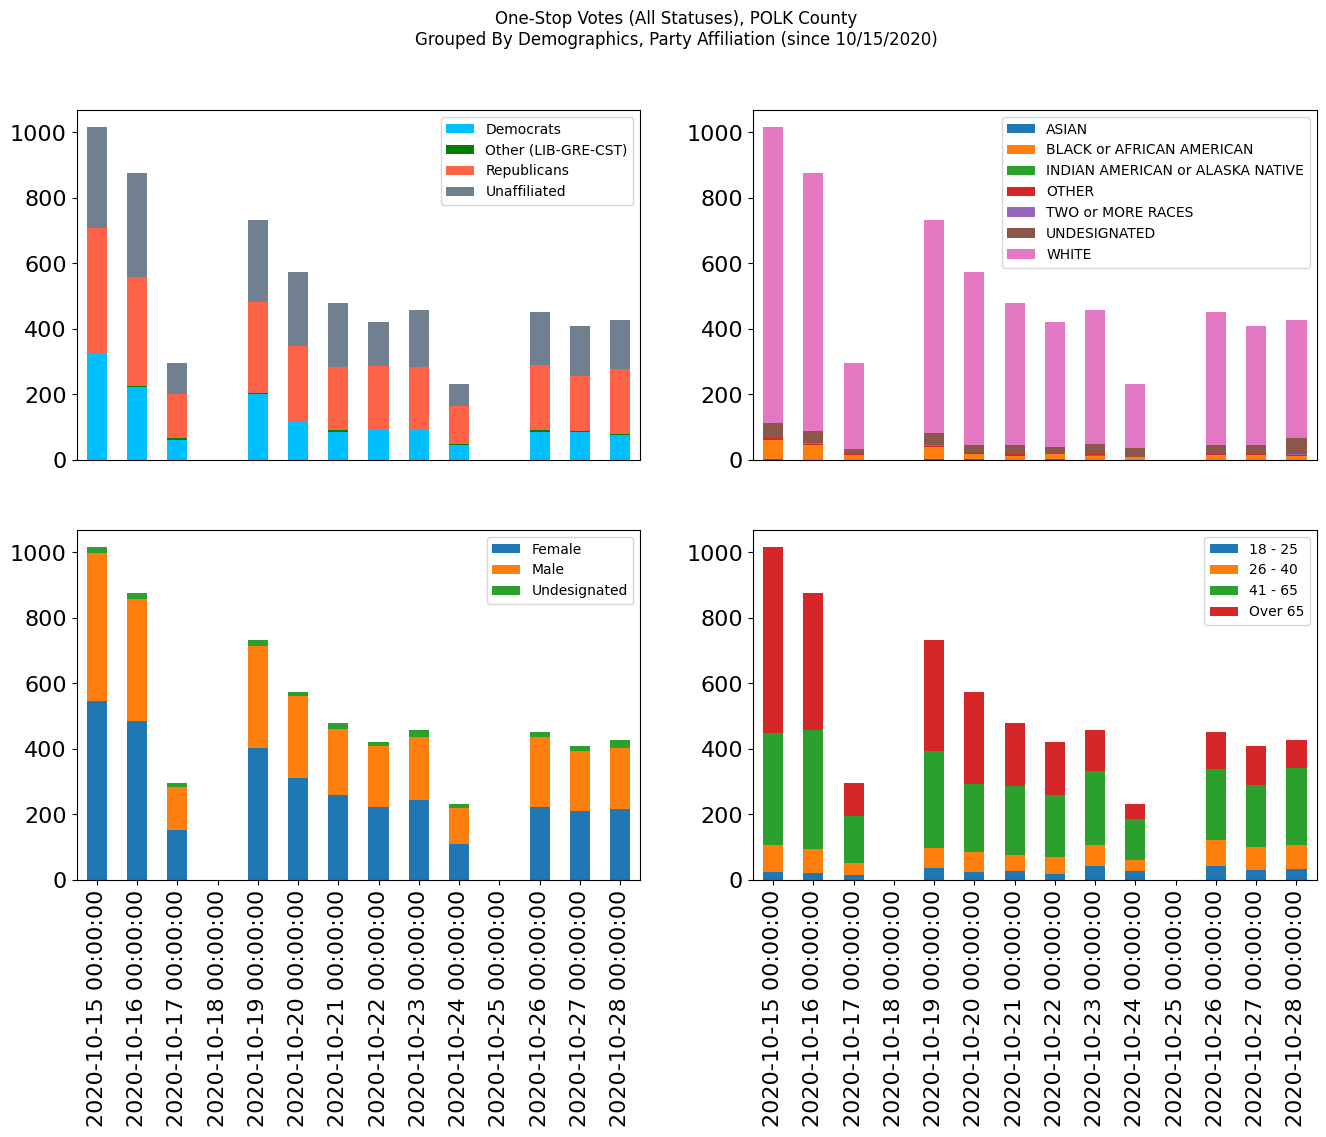 One-Stop Votes (All Statuses), POLK County
Grouped By Demographics, Party Affiliation (since 10/15/2020)
1000
800
600
400
200
0
Democrats
Other (LIB-GRE-CST)
Republicans
Unaffiliated
1000
800
600
400
200
0
ASIAN
BLACK or AFRICAN AMERICAN
INDIAN AMERICAN or ALASKA NATIVE
OTHER
TWO or MORE RACES
UNDESIGNATED
WHITE
1000
800
600
400
200
0
Female
Male
Undesignated
2020-10-15 00:00:00
2020-10-16 00:00:00
2020-10-17 00:00:00
2020-10-18 00:00:00
2020-10-19 00:00:00
2020-10-20 00:00:00
2020-10-21 00:00:00
2020-10-22 00:00:00
2020-10-23 00:00:00
2020-10-24 00:00:00
2020-10-25 00:00:00
2020-10-26 00:00:00
2020-10-27 00:00:00
2020-10-28 00:00:00
1000
800
600
400
200
0
18 - 25
26 - 40
41 - 65
Over 65
2020-10-15 00:00:00
2020-10-16 00:00:00
2020-10-17 00:00:00
2020-10-18 00:00:00
2020-10-19 00:00:00
2020-10-20 00:00:00
2020-10-21 00:00:00
2020-10-22 00:00:00
2020-10-23 00:00:00
2020-10-24 00:00:00
2020-10-25 00:00:00
2020-10-26 00:00:00
2020-10-27 00:00:00
2020-10-28 00:00:00